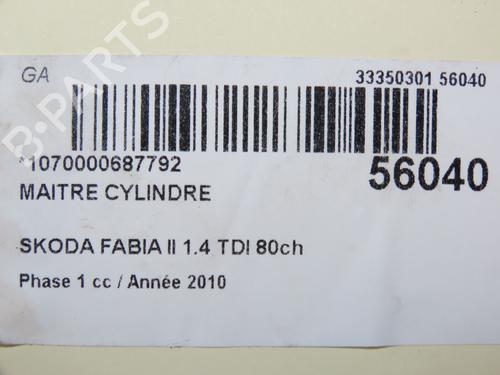 GA
33350301 56040
*1070000687792
56040
MAITRE CYLINDRE
SKODA FABIA II 1.4 TDI 80ch
Phase 1 cc / Année 2010
B-PARTS